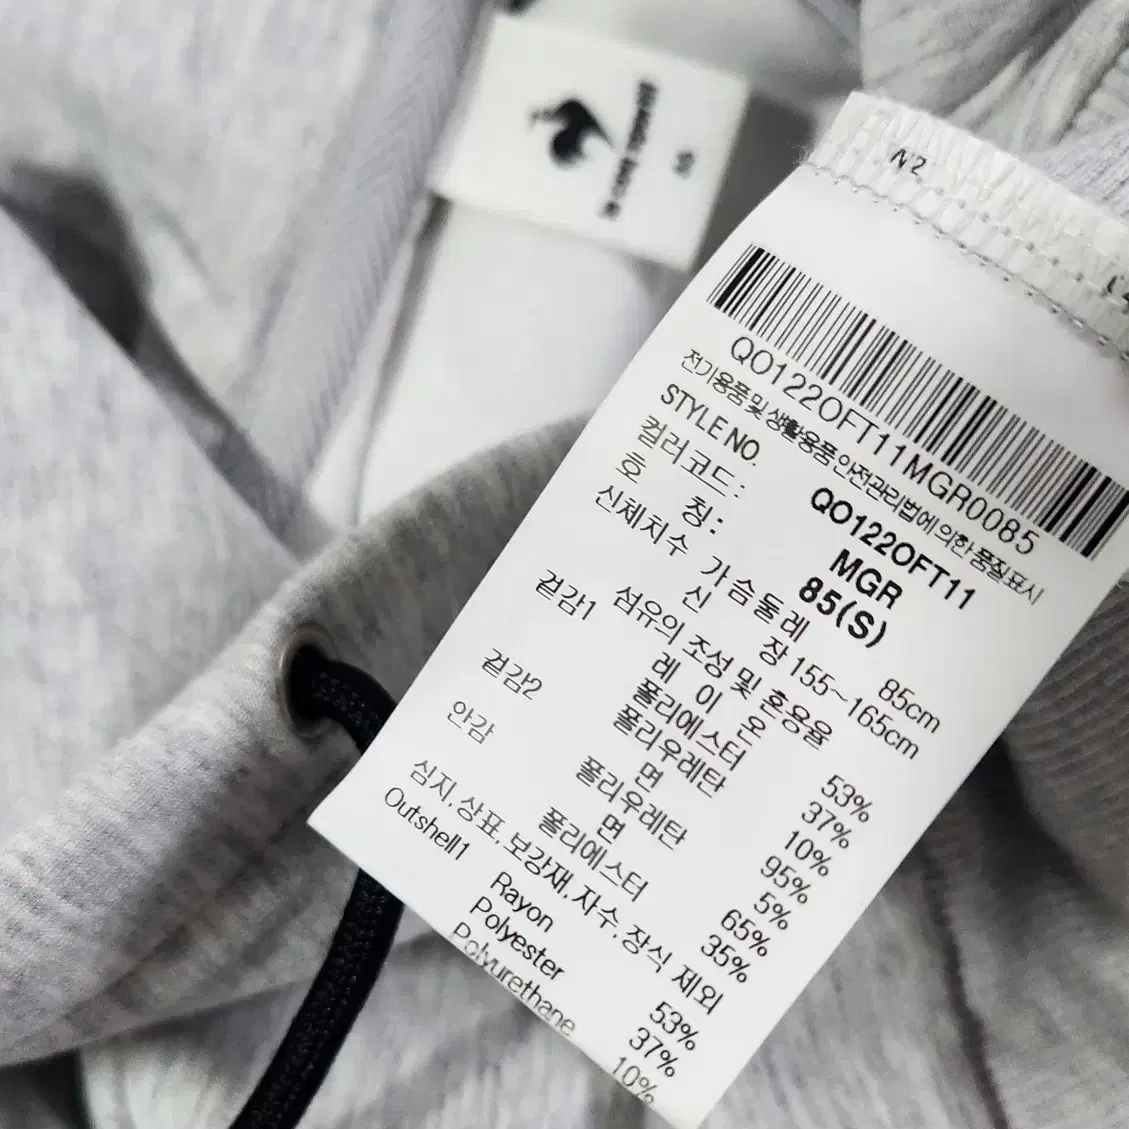 le coq sportif
S
N2
QO122OFT11MGR0085
전기용품 및 생활용품 안전관리법에 의한 품질표시
STYLE NO. QO122OFT11
컬러코드 : MGR
호 칭 : 85(S)
신체치수 가슴둘레 85cm
신 장 155~165cm
섬유의 조성 및 혼용율
겉감1 레 이 온 53%
폴리에스터 37%
폴리우레탄 10%
겉감2 면 95%
폴리우레탄 5%
안감 면 65%
폴리에스터 35%
심지, 상표, 보강재, 자수, 장식 제외
Outshell1 Rayon 53%
Polyester 37%
Polyurethane 10%